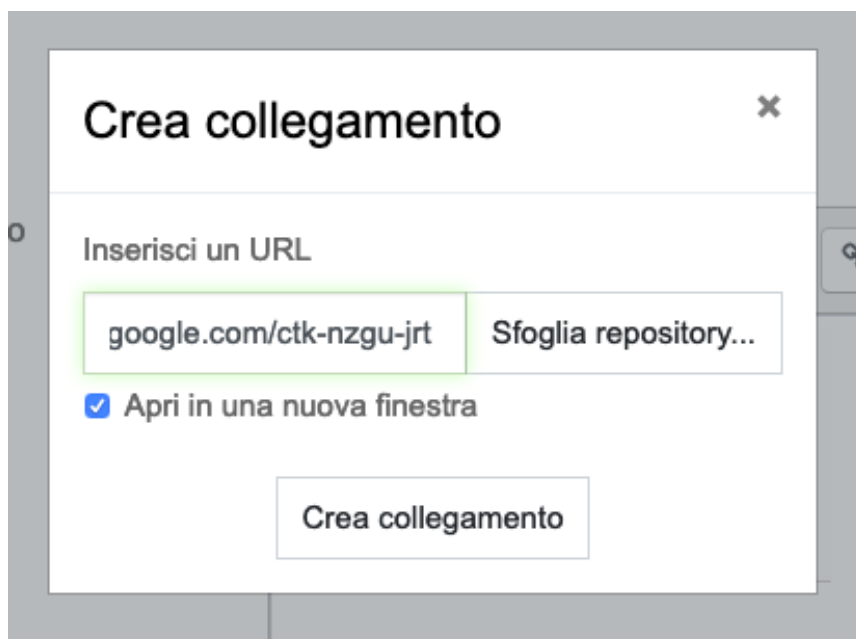 Crea collegamento
Inserisci un URL
google.com/ctk-nzgu-jrt
Sfoglia repository...
Apri in una nuova finestra
Crea collegamento